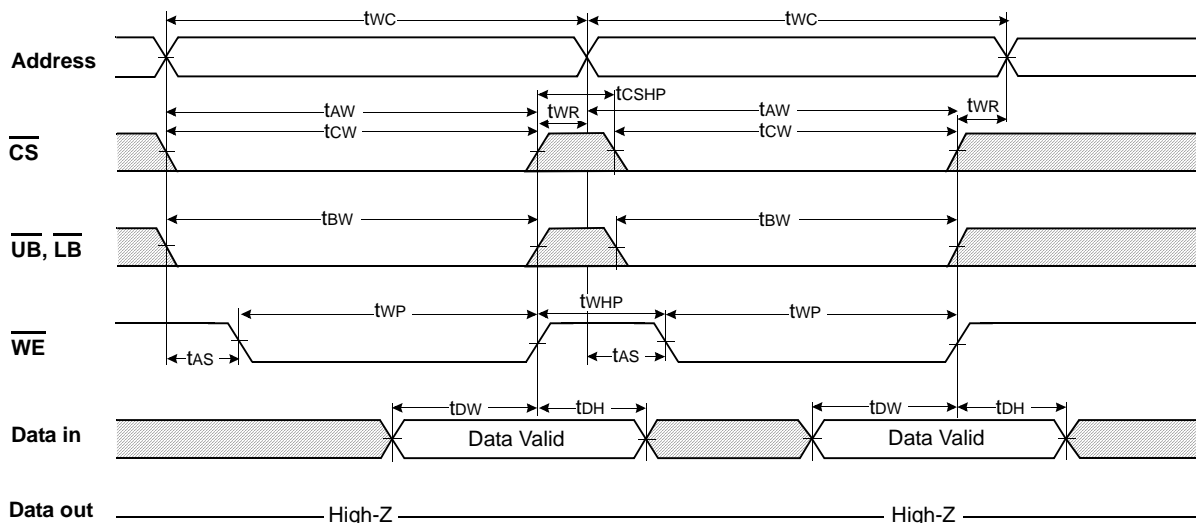 tWC tWC
Address
tCSHP
tAW tWR tAW tWR
tCW tCW
CS
tBW tBW
UB, LB
tWP tWHP tWP
WE
tAS tAS
tDW tDH tDW tDH
Data in Data Valid Data Valid
Data out High-Z High-Z